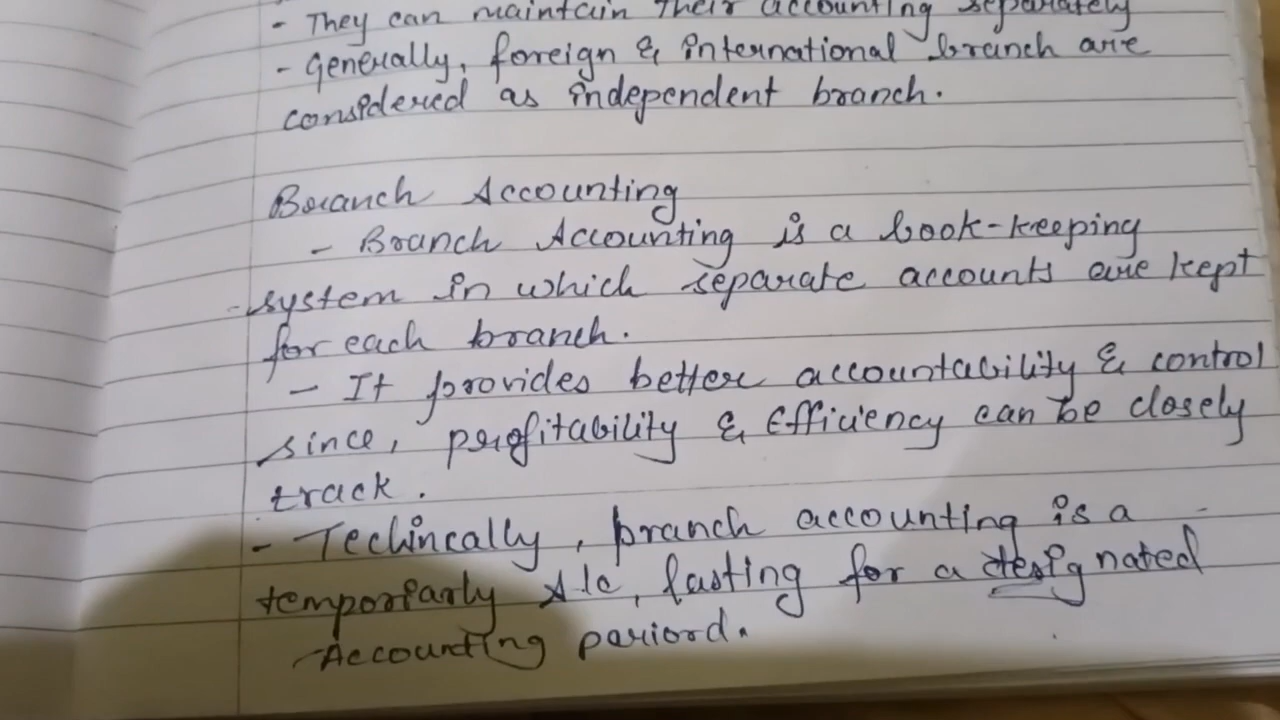 - They can maintain their accounting separately
- Generally, foreign & international branch are
considered as independent branch.
Branch Accounting
- Branch Accounting is a book-keeping
system in which separate accounts are kept
for each branch.
- It provides better accountability & control
since, profitability & Efficiency can be closely
track.
- Techincally, branch accounting is a
temporiarly A/c, lasting for a designated
Accounting pariord.